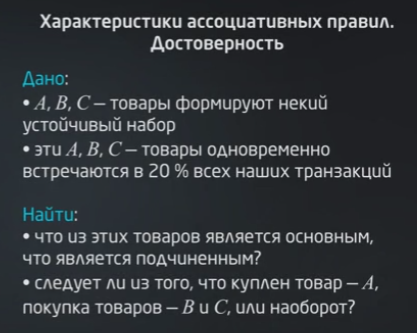 Характеристики ассоциативных правил.
Достоверность
Дано:
• A, B, C – товары формируют некий
устойчивый набор
• эти A, B, C – товары одновременно
встречаются в 20 % всех наших транзакций
Найти:
• что из этих товаров является основным,
что является подчиненным?
• следует ли из того, что куплен товар – A,
покупка товаров – B и C, или наоборот?